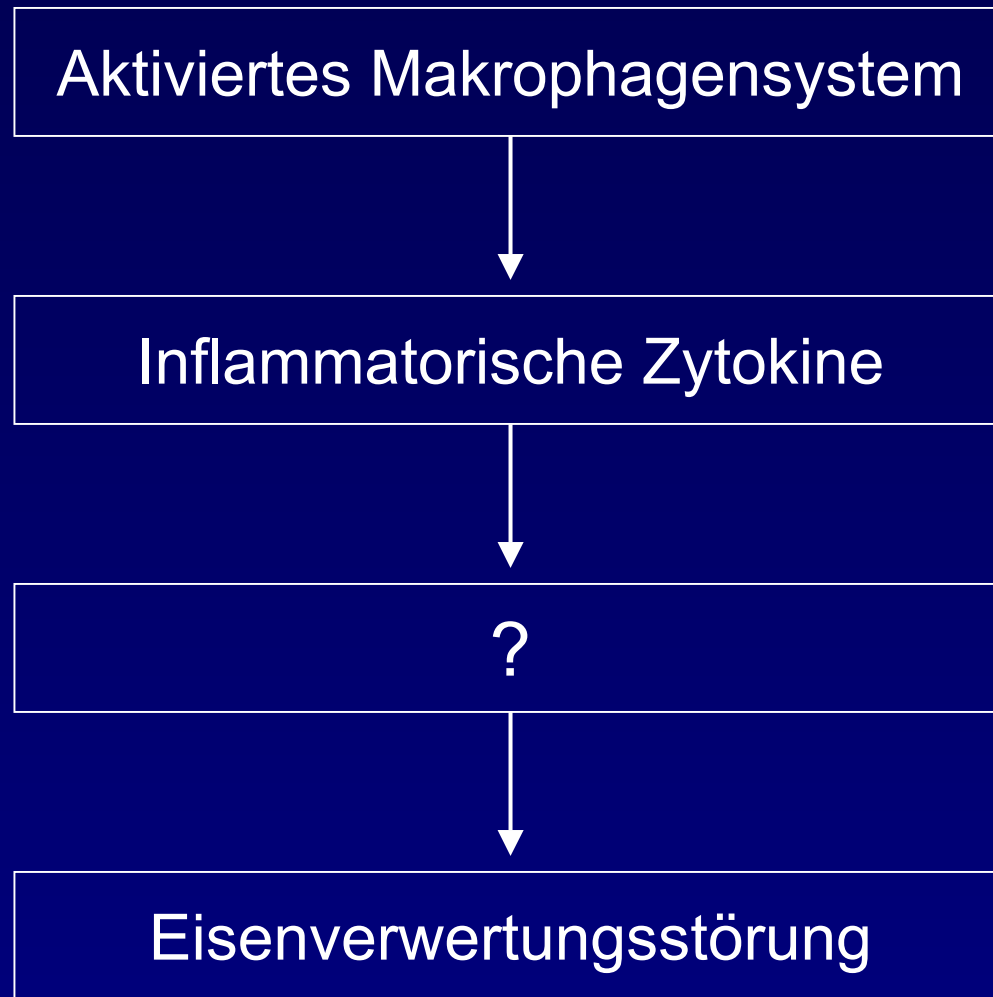 Aktiviertes Makrophagensystem
Inflammatorische Zytokine
?
Eisenverwertungsstörung